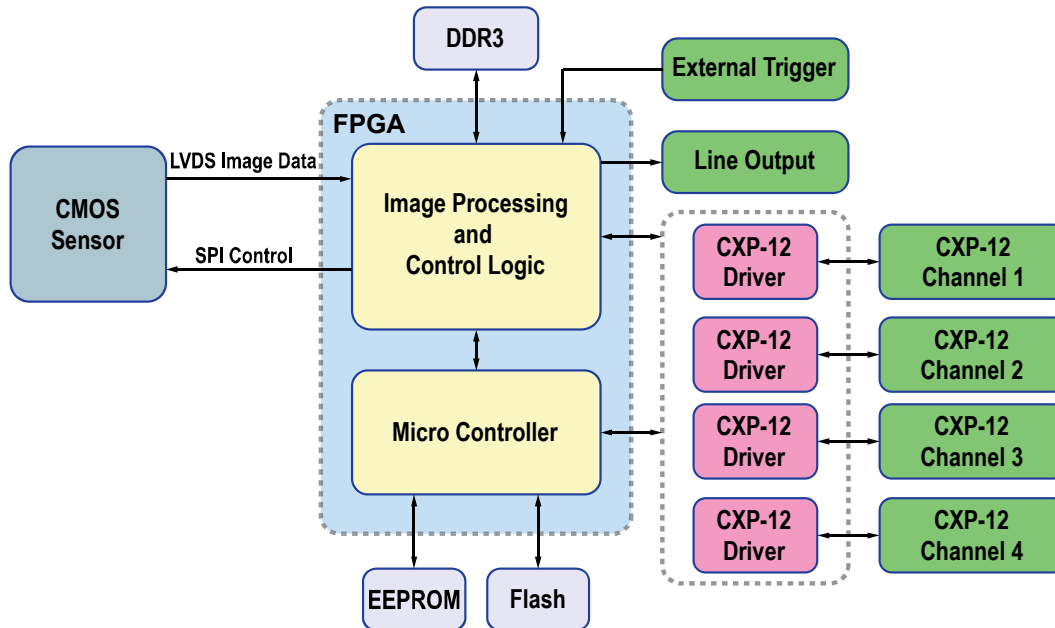 DDR3
External Trigger
FPGA
LVDS Image Data
Line Output
CMOS
Sensor
Image Processing
and
Control Logic
SPI Control
CXP-12
Driver
CXP-12
Channel 1
CXP-12
Driver
CXP-12
Channel 2
Micro Controller
CXP-12
Driver
CXP-12
Channel 3
CXP-12
Driver
CXP-12
Channel 4
EEPROM
Flash